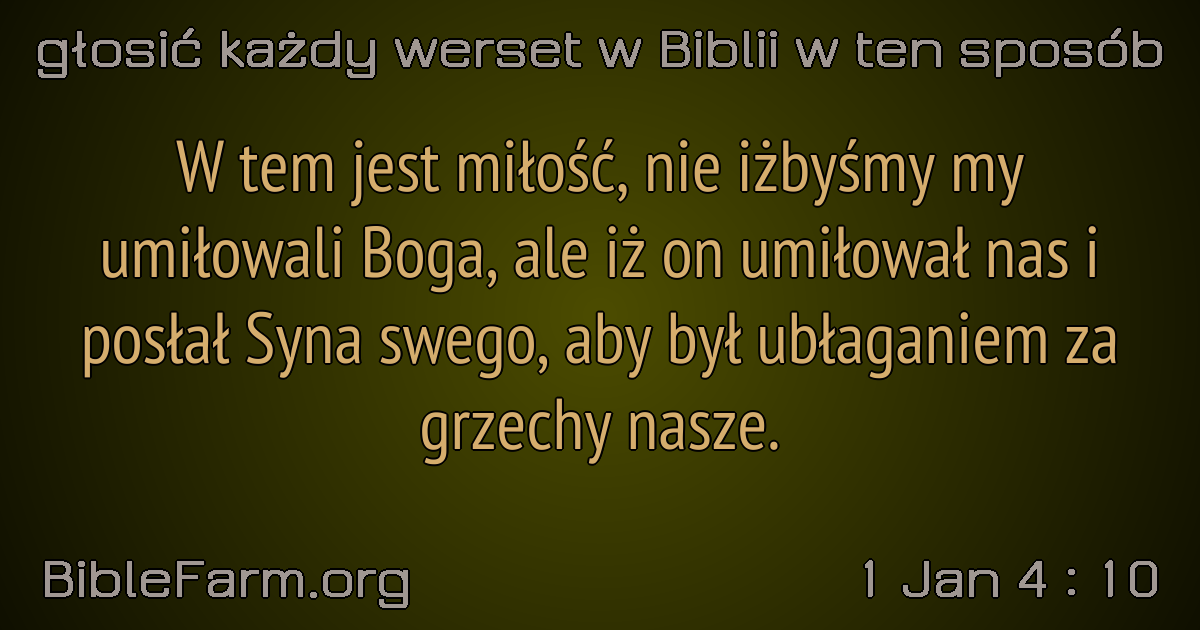 głosić każdy werset w Biblii w ten sposób
W tem jest miłość, nie iżbyśmy my
umiłowali Boga, ale iż on umiłował nas i
posłał Syna swego, aby był ubłaganiem za
grzechy nasze.
BibleFarm.org
1 Jan 4 : 10